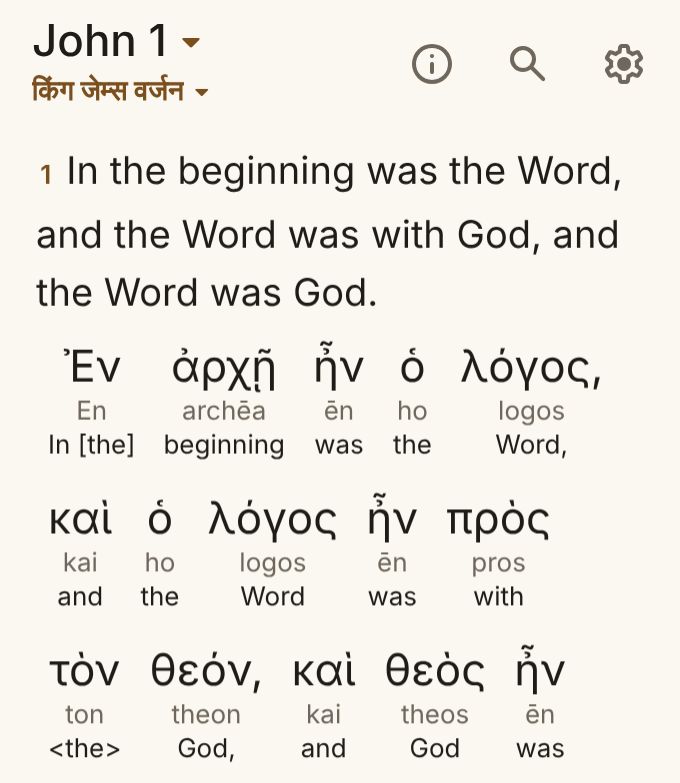 John 1
किंग जेम्स वर्जन
1 In the beginning was the Word,
and the Word was with God, and
the Word was God.
Ἐν ἀρχῇ ἦν ὁ λόγος,
En archēa ēn ho logos
In [the] beginning was the Word,
καὶ ὁ λόγος ἦν πρὸς
kai ho logos ēn pros
and the Word was with
τὸν θεόν, καὶ θεὸς ἦν
ton theon kai theos ēn
<the> God, and God was